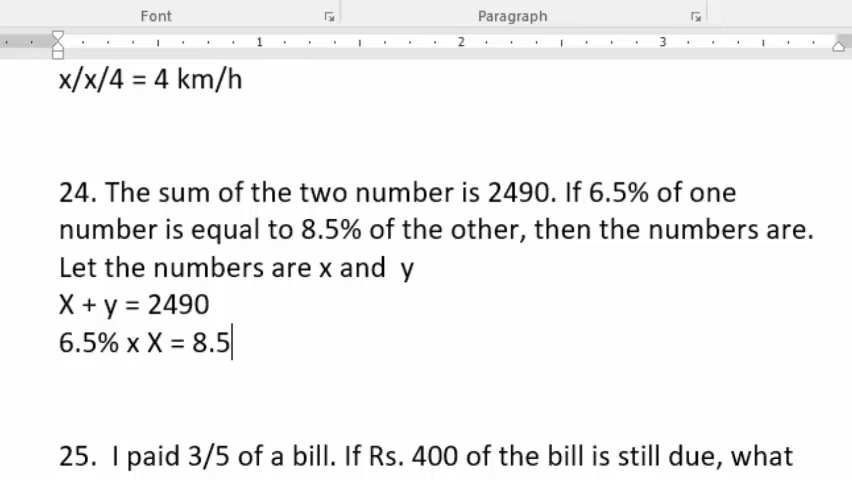 Font Paragraph
1 2 3
x/x/4 = 4 km/h
24. The sum of the two number is 2490. If 6.5% of one
number is equal to 8.5% of the other, then the numbers are.
Let the numbers are x and  y
X + y = 2490
6.5% x X = 8.5
25.  I paid 3/5 of a bill. If Rs. 400 of the bill is still due, what